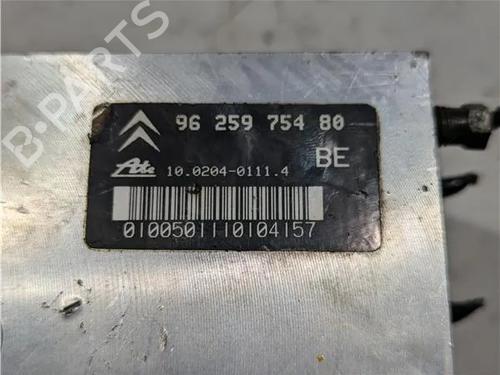 96 259 754 80
BE
Ate 10.0204-0111.4
0100501110104157
B-PARTS